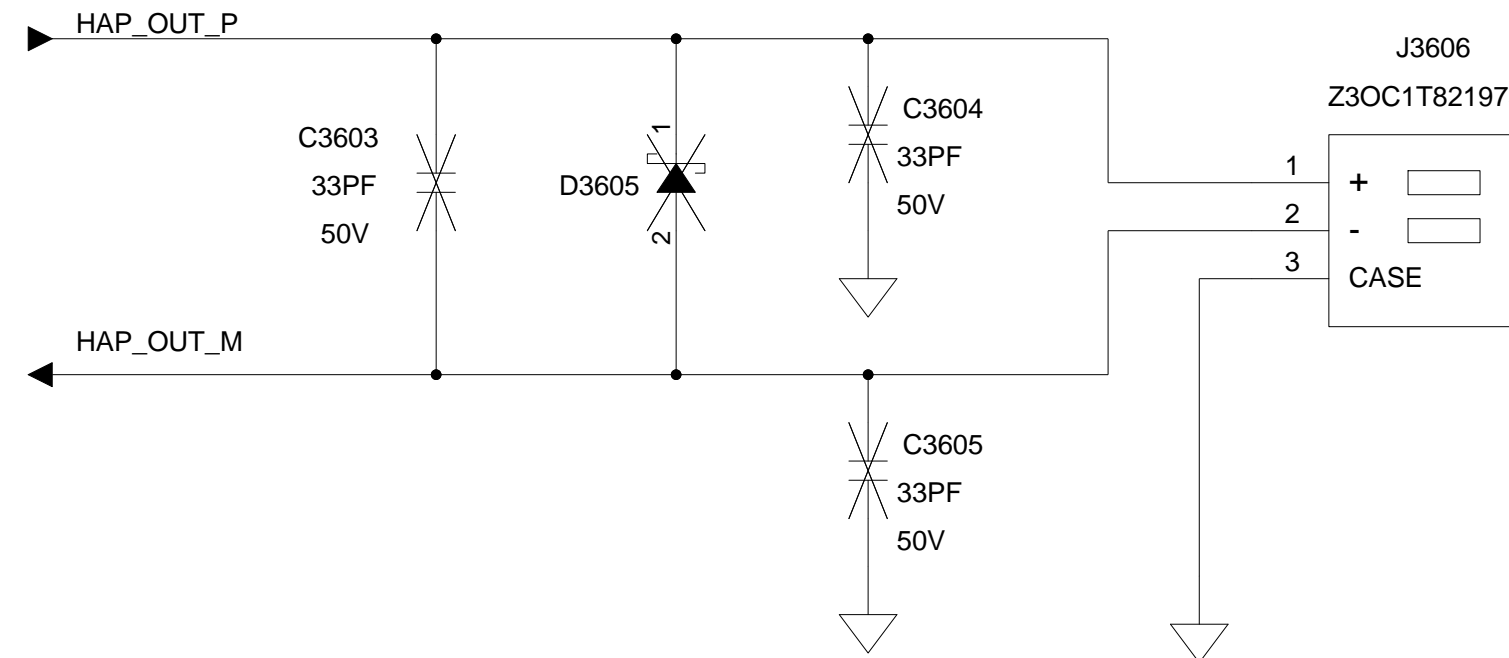 HAP_OUT_P
J3606
Z3OC1T82197
C3603
33PF
50V
1
D3605
2
C3604
33PF
50V
1
+
2
-
3
CASE
HAP_OUT_M
C3605
33PF
50V